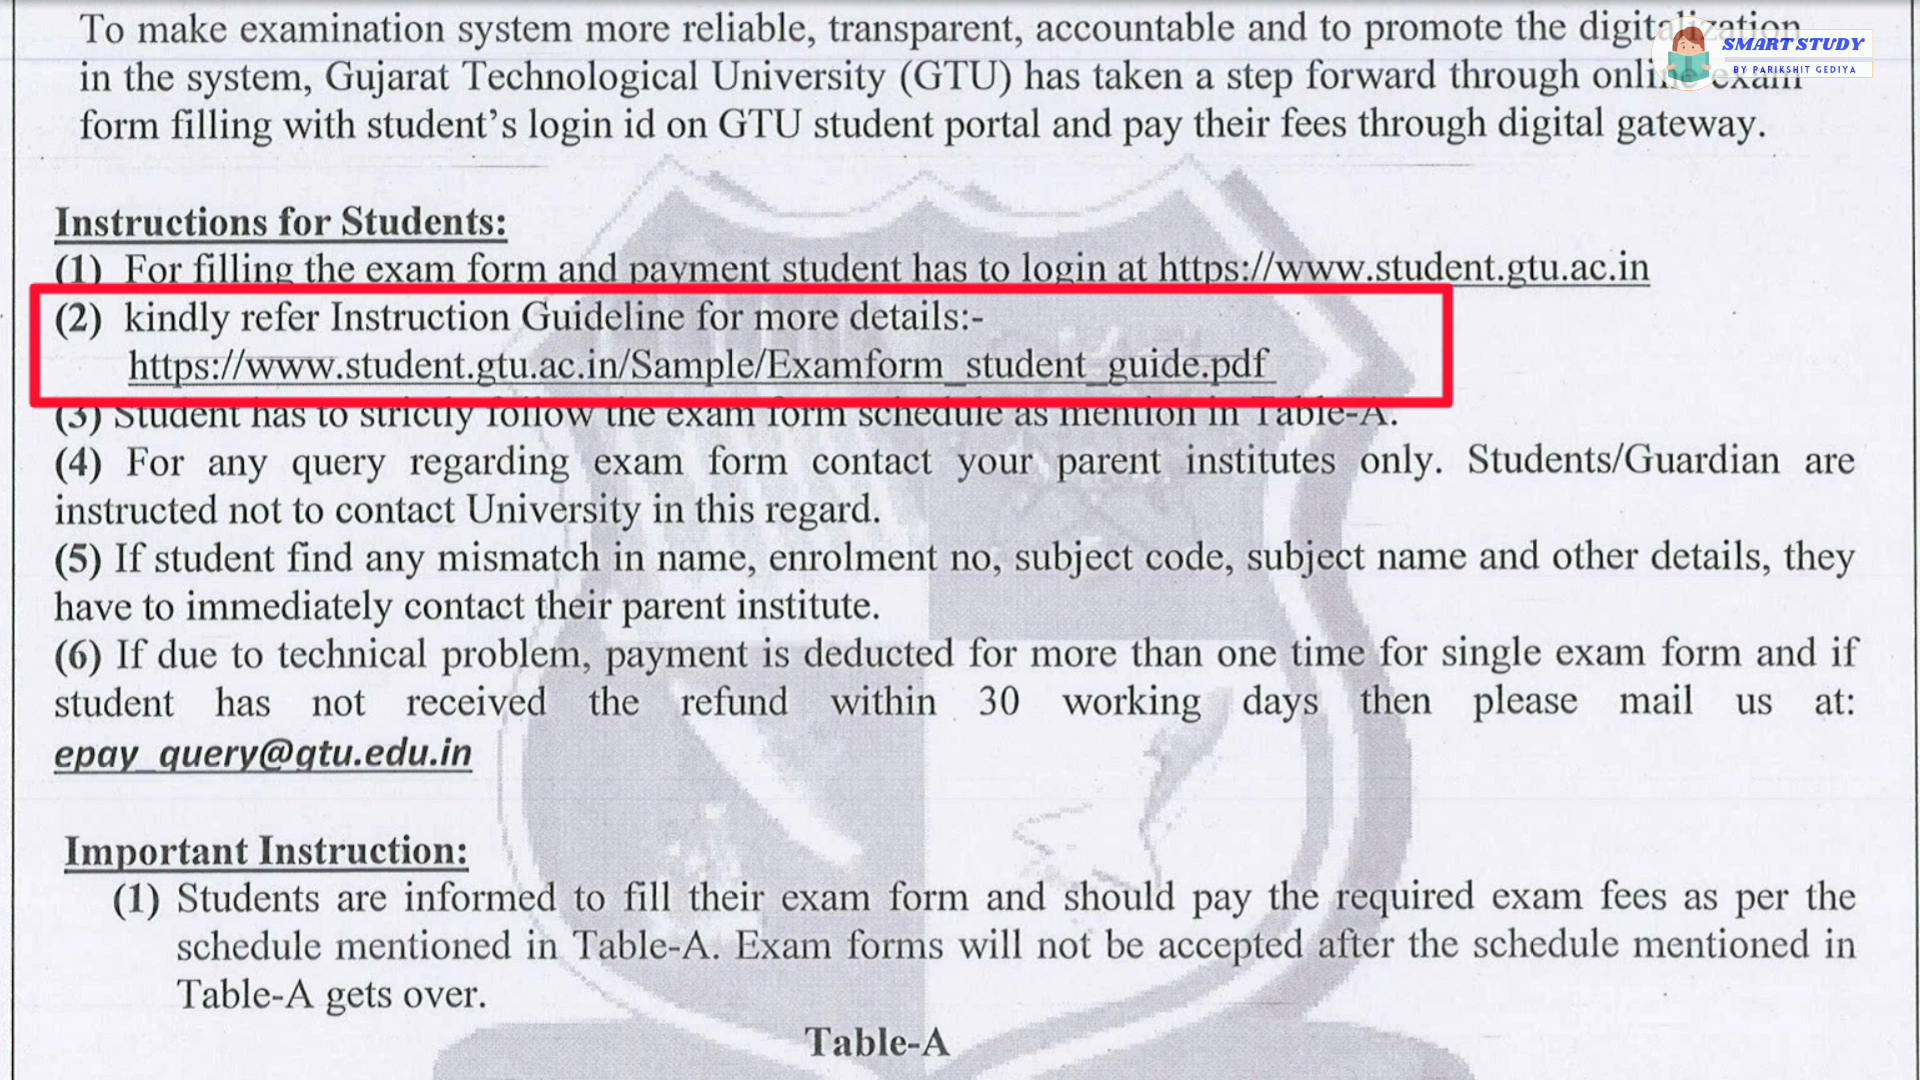 To make examination system more reliable, transparent, accountable and to promote the digitalization
SMART STUDY
BY PARIKSHIT GEDIYA
in the system, Gujarat Technological University (GTU) has taken a step forward through online exam
form filling with student’s login id on GTU student portal and pay their fees through digital gateway.
Instructions for Students:
(1) For filling the exam form and payment student has to login at https://www.student.gtu.ac.in
(2) kindly refer Instruction Guideline for more details:-
https://www.student.gtu.ac.in/Sample/Examform_student_guide.pdf
(3) Student has to strictly follow the exam form schedule as mention in Table-A.
(4) For any query regarding exam form contact your parent institutes only. Students/Guardian are
instructed not to contact University in this regard.
(5) If student find any mismatch in name, enrolment no, subject code, subject name and other details, they
have to immediately contact their parent institute.
(6) If due to technical problem, payment is deducted for more than one time for single exam form and if
student has not received the refund within 30 working days then please mail us at:
epay_query@gtu.edu.in
Important Instruction:
(1) Students are informed to fill their exam form and should pay the required exam fees as per the
schedule mentioned in Table-A. Exam forms will not be accepted after the schedule mentioned in
Table-A gets over.
Table-A